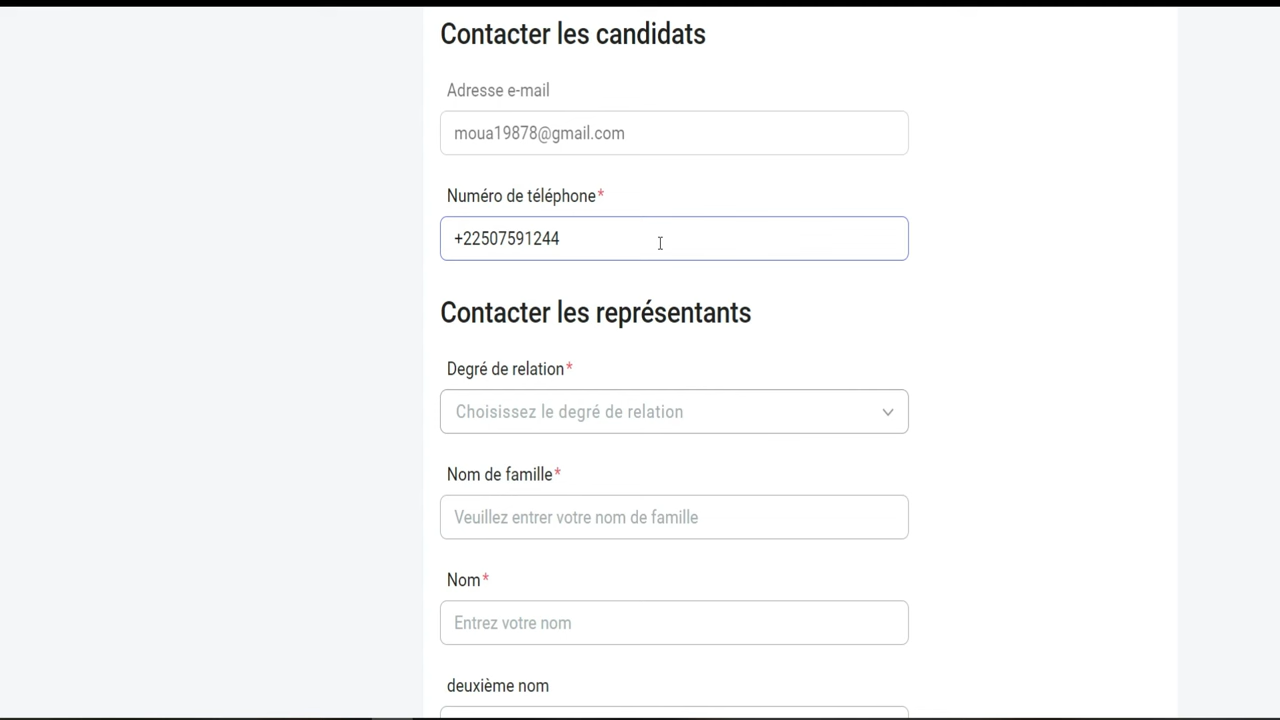 Contacter les candidats
Adresse e-mail
moua19878@gmail.com
Numéro de téléphone*
+22507591244
Contacter les représentants
Degré de relation*
Choisissez le degré de relation
Nom de famille*
Veuillez entrer votre nom de famille
Nom*
Entrez votre nom
deuxième nom